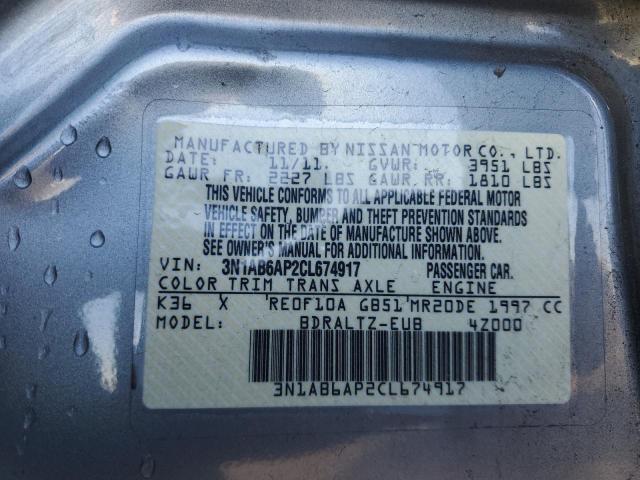 MANUFACTURED BY NISSAN MOTOR CO., LTD.
DATE: 11/11 GVWR: 3951 LBS
GAWR FR: 2227 LBS GAWR RR: 1810 LBS
THIS VEHICLE CONFORMS TO ALL APPLICABLE FEDERAL MOTOR
VEHICLE SAFETY, BUMPER AND THEFT PREVENTION STANDARDS
IN EFFECT ON THE DATE OF MANUFACTURE SHOWN ABOVE.
SEE OWNER'S MANUAL FOR ADDITIONAL INFORMATION.
VIN: 3N1AB6AP2CL674917 PASSENGER CAR.
COLOR TRIM TRANS AXLE ENGINE
K36 X RE0F10A GB51 MR20DE 1997 CC
MODEL: BDRALTZ-EUB 4Z000
3N1AB6AP2CL674917